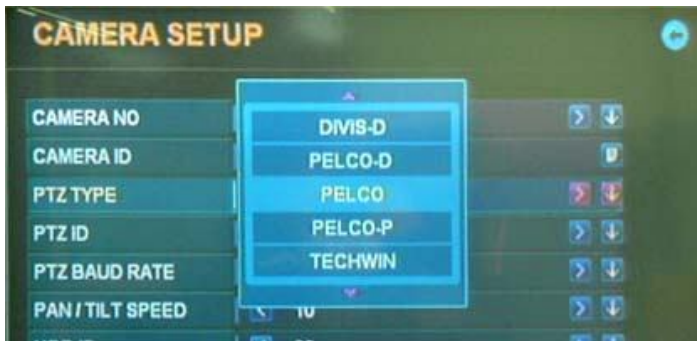 CAMERA SETUP
CAMERA NO
DIVIS-D
CAMERA ID
PELCO-D
PTZ TYPE
PELCO
PTZ ID
PELCO-P
PTZ BAUD RATE
TECHWIN
PAN / TILT SPEED
10